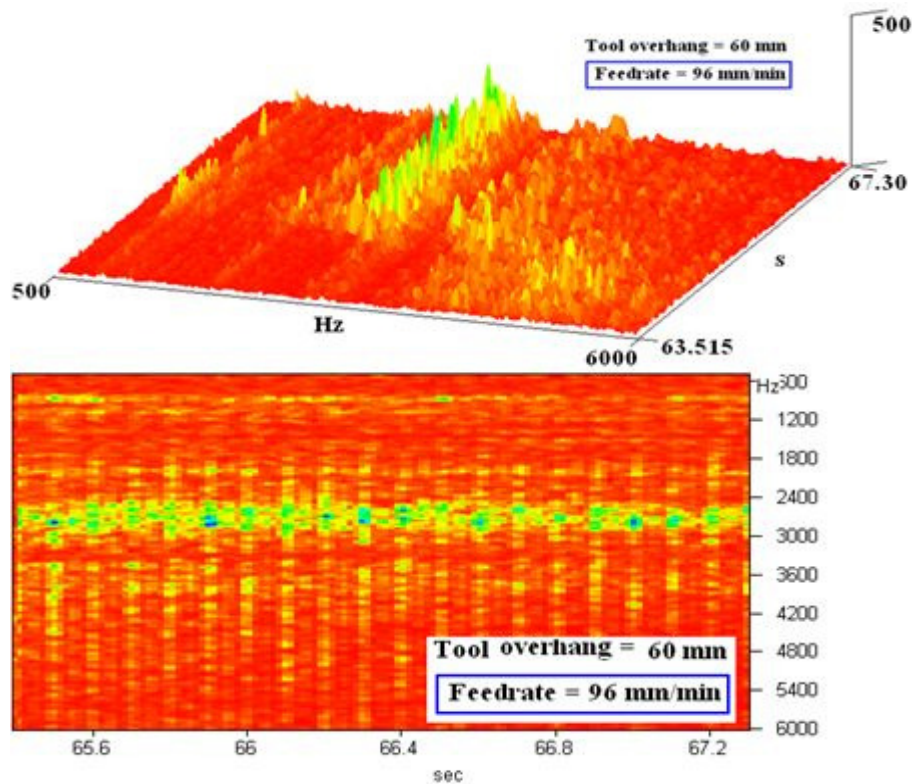 500
Tool overhang = 60 mm
Feedrate = 96 mm/min
67.30
s
500
Hz
6000
63.515
Hz
600
1200
1800
2400
3000
3600
4200
4800
5400
6000
Tool overhang = 60 mm
Feedrate = 96 mm/min
65.6
66
66.4
66.8
67.2
sec